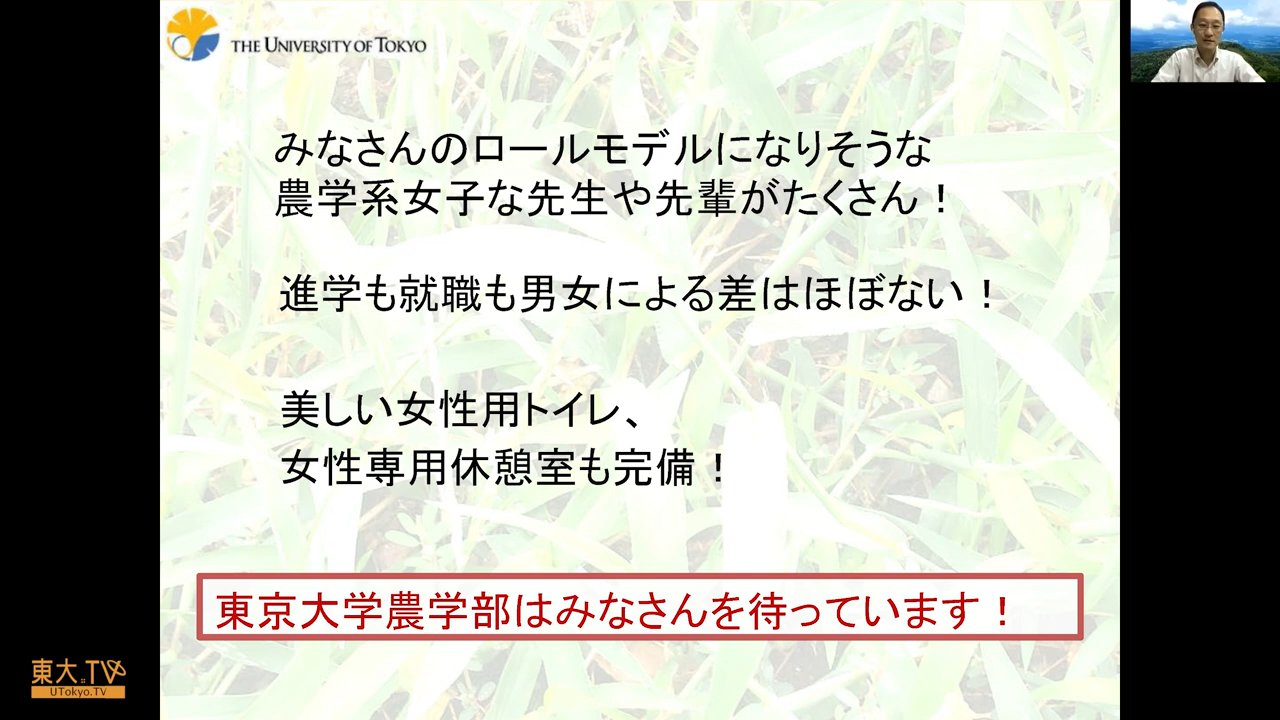 THE UNIVERSITY OF TOKYO
みなさんのロールモデルになりそうな
農学系女子な先生や先輩がたくさん！
進学も就職も男女による差はほぼない！
美しい女性用トイレ、
女性専用休憩室も完備！
東京大学農学部はみなさんを待っています！
東大TV
UTokyo.TV